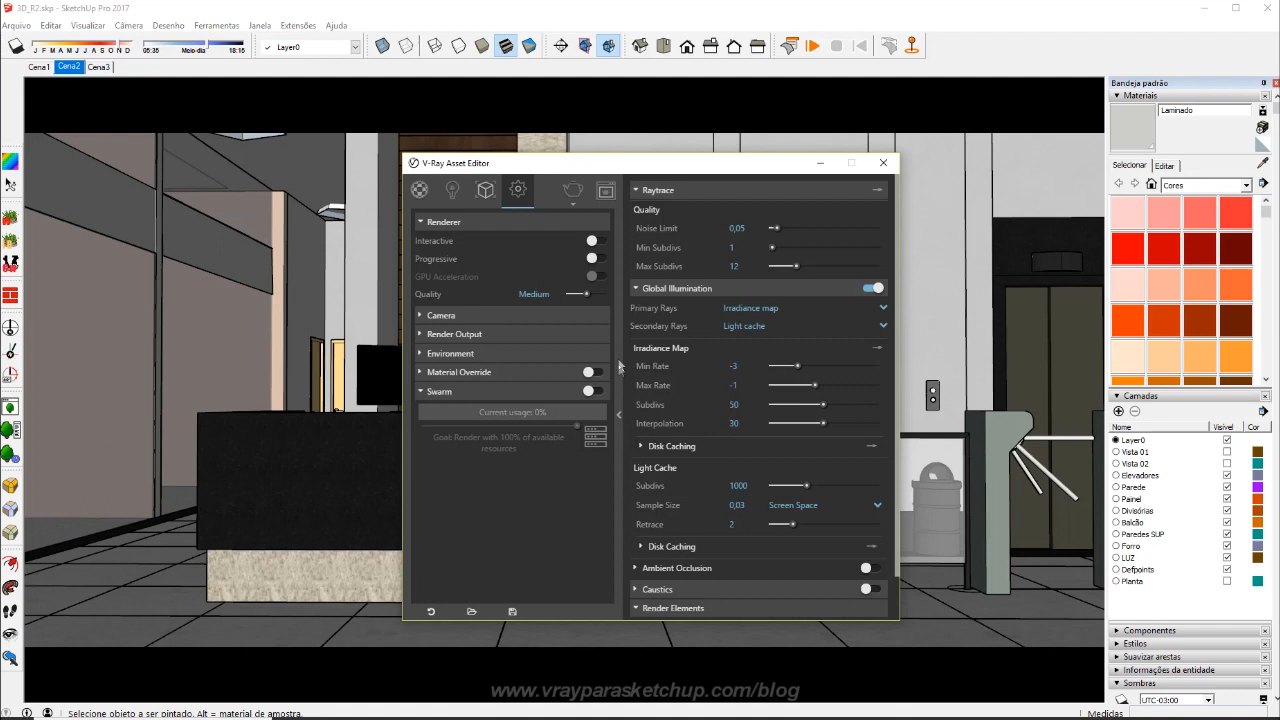 3D_R2.skp - SketchUp Pro 2017
Arquivo Editar Visualizar Câmera Desenho Ferramentas Janela Extensões Ajuda
J F M A M J J A S O N D
06:35 Meio-dia 18:16
✓ Layer0
Cena1 Cena2 Cena3
Bandeja padrão
Materiais
Laminado
Selecionar Editar
Cores
V-Ray Asset Editor
Renderer
Interactive
Progressive
GPU Acceleration
Quality Medium
Camera
Render Output
Environment
Material Override
Swarm
Current usage: 0%
Goal: Render with 100% of available
resources
Raytrace
Quality
Noise Limit 0,05
Min Subdivs 1
Max Subdivs 12
Global Illumination
Primary Rays Irradiance map
Secondary Rays Light cache
Irradiance Map
Min Rate -3
Max Rate -1
Subdivs 50
Interpolation 30
Disk Caching
Light Cache
Subdivs 1000
Sample Size 0,03 Screen Space
Retrace 2
Disk Caching
Ambient Occlusion
Caustics
Render Elements
Camadas
Nome Visível Cor
Layer0
Vista 01
Vista 02
Elevadores
Parede
Painel
Divisórias
Balcão
Paredes SUP
Forro
LUZ
Defpoints
Planta
Componentes
Estilos
Suavizar arestas
Informações da entidade
Sombras
UTC-03:00
www.vrayparasketchup.com/blog
Selecione objeto a ser pintado. Alt = material de amostra.
Medidas